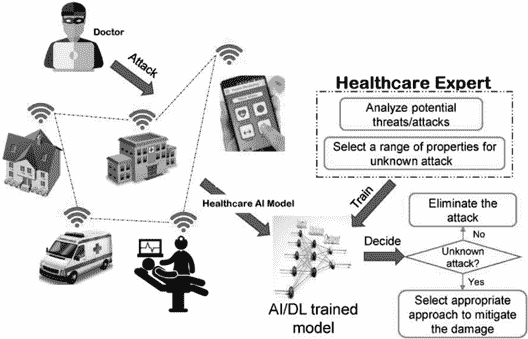 Doctor
Attack
Healthcare Expert
Analyze potential
threats/attacks
Select a range of properties for
unknown attack
Healthcare AI Model
Train
AI/DL trained
model
Decide
Eliminate the
attack
No
Unknown
attack?
Yes
Select appropriate
approach to mitigate
the damage